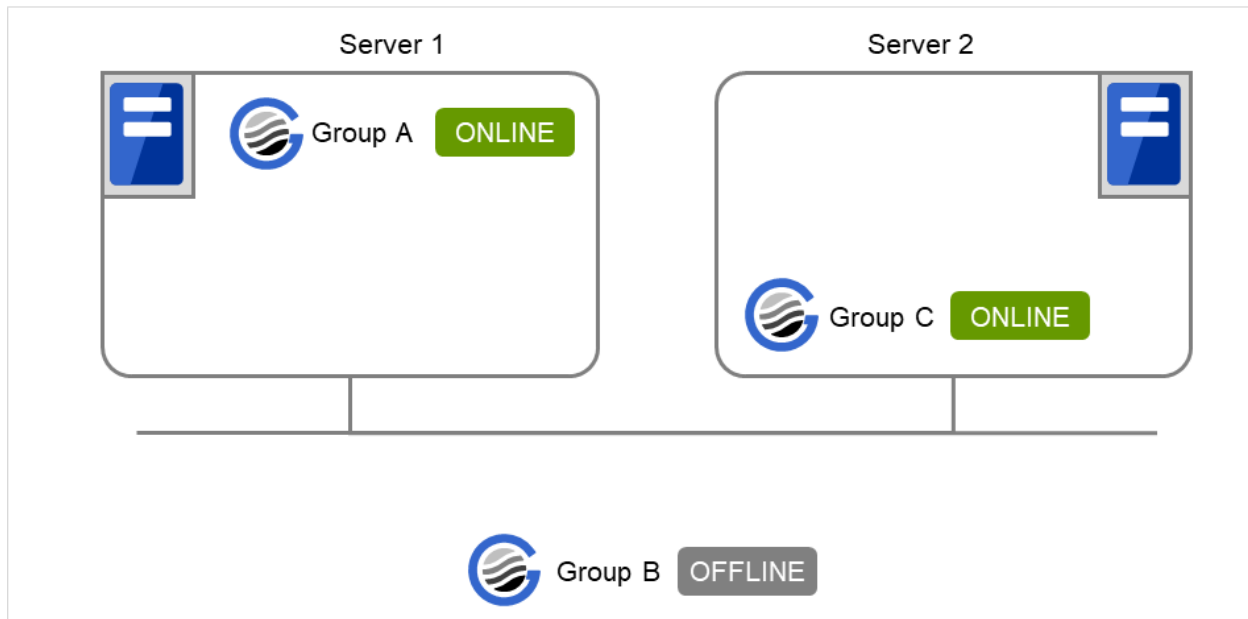 Server 1
Server 2
Group A ONLINE
Group C ONLINE
Group B OFFLINE